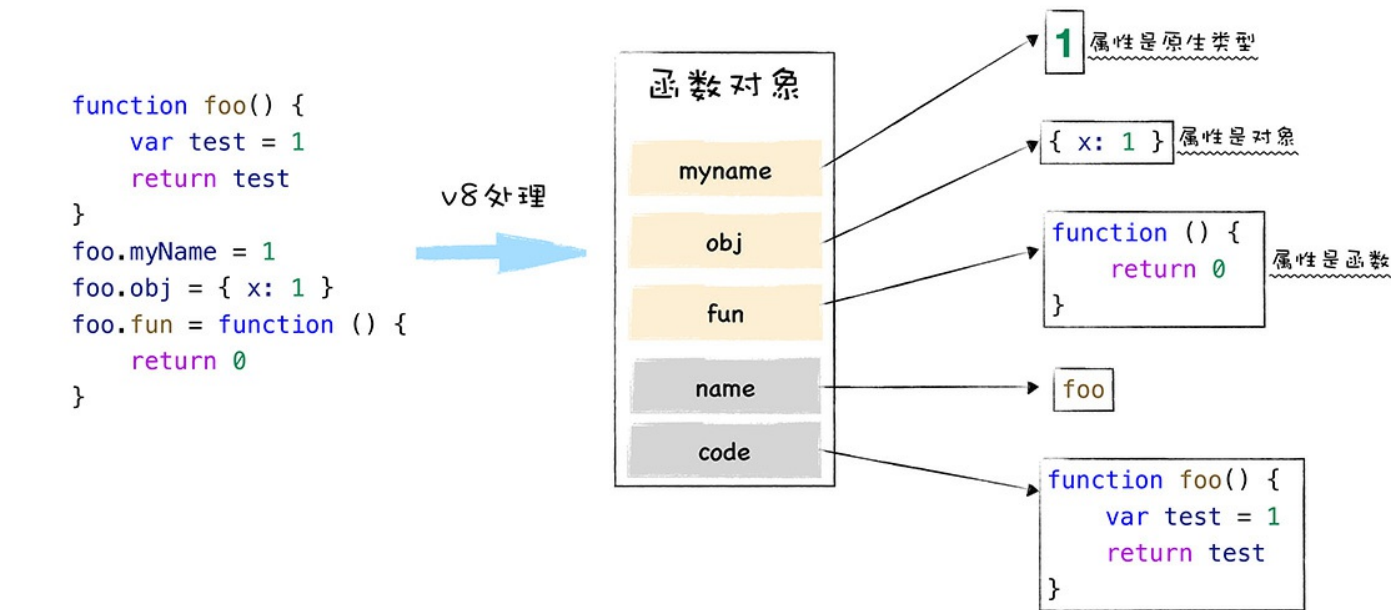 function foo() {
    var test = 1
    return test
}
foo.myName = 1
foo.obj = { x: 1 }
foo.fun = function () {
    return 0
}
v8处理
函数对象
myname
obj
fun
name
code
1 属性是原生类型
{ x: 1 } 属性是对象
function () {
    return 0
}
属性是函数
foo
function foo() {
    var test = 1
    return test
}